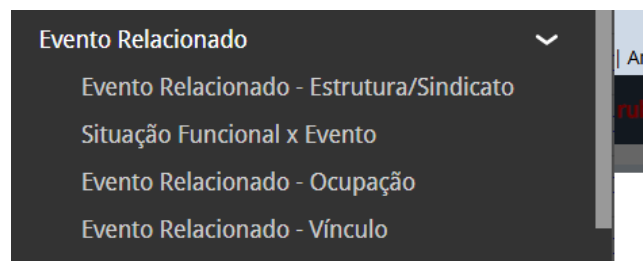 Evento Relacionado
Evento Relacionado - Estrutura/Sindicato
Situação Funcional x Evento
Evento Relacionado - Ocupação
Evento Relacionado - Vínculo